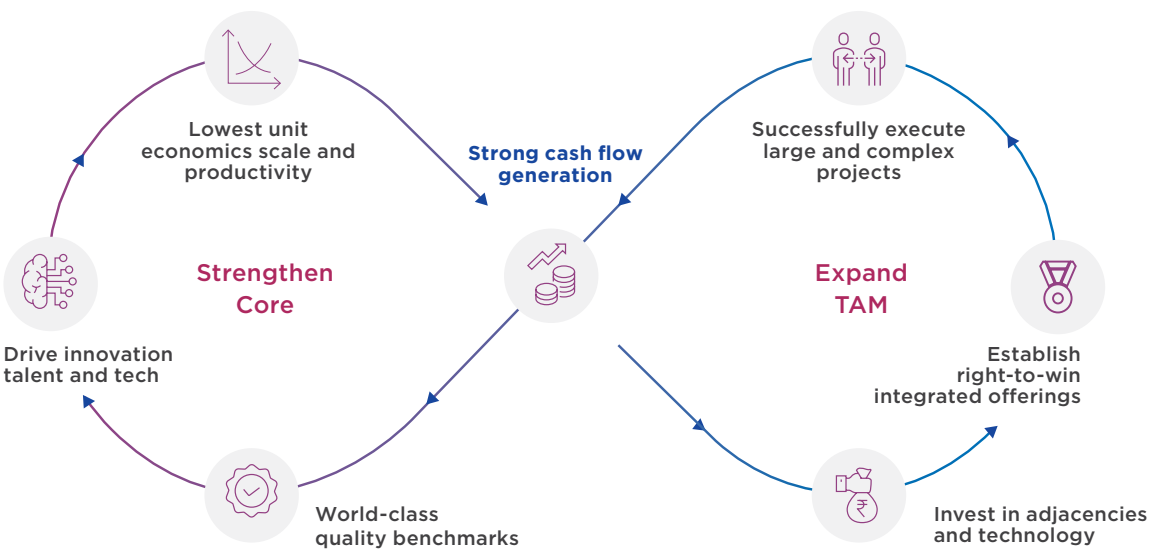 Lowest unit
economics scale and
productivity
Strong cash flow
generation
Successfully execute
large and complex
projects
Strengthen
Core
Expand
TAM
Drive innovation
talent and tech
Establish
right-to-win
integrated offerings
World-class
quality benchmarks
₹
Invest in adjacencies
and technology